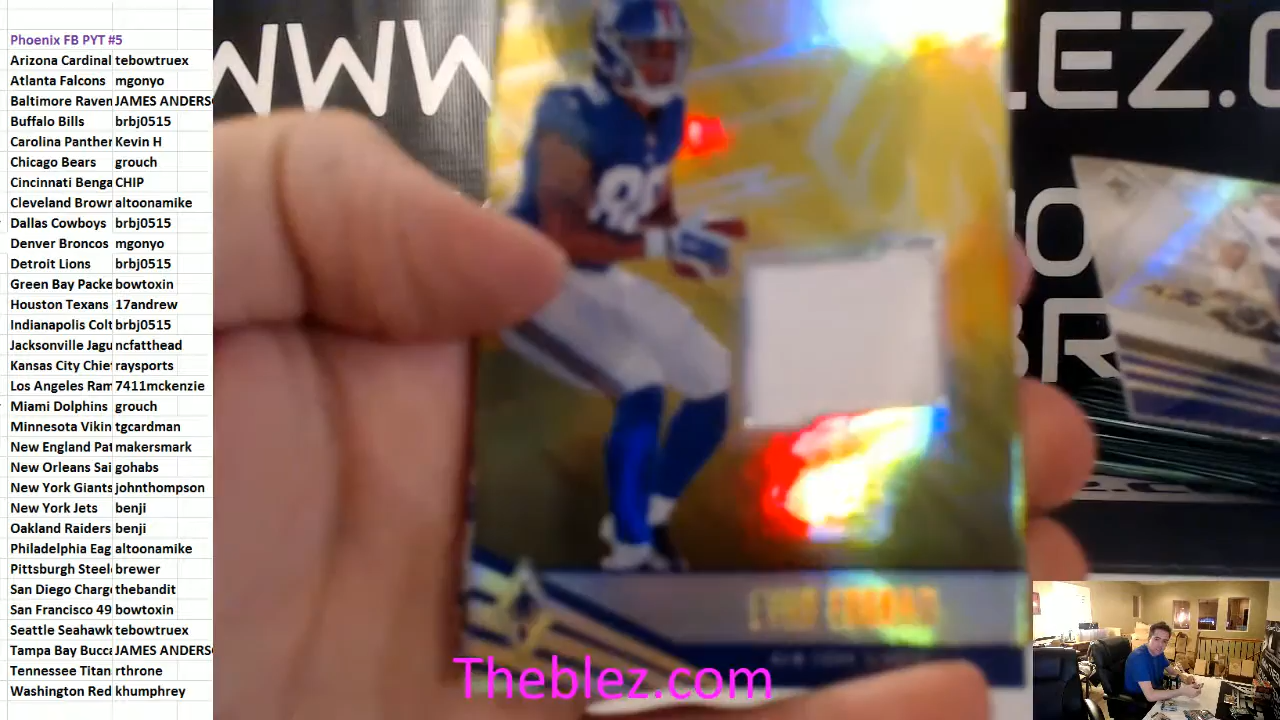 Phoenix FB PYT #5
Arizona Cardinal tebowtruex
Atlanta Falcons mgonyo
Baltimore Raven JAMES ANDERS
Buffalo Bills brbj0515
Carolina Panther Kevin H
Chicago Bears grouch
Cincinnati Benga CHIP
Cleveland Brown altoonamike
Dallas Cowboys brbj0515
Denver Broncos mgonyo
Detroit Lions brbj0515
Green Bay Packe bowtoxin
Houston Texans 17andrew
Indianapolis Colt brbj0515
Jacksonville Jagu ncfatthead
Kansas City Chie raysports
Los Angeles Ram 7411mckenzie
Miami Dolphins grouch
Minnesota Vikin tgcardman
New England Pat makersmark
New Orleans Sai gohabs
New York Giants johnthompson
New York Jets benji
Oakland Raiders benji
Philadelphia Eag altoonamike
Pittsburgh Steel brewer
San Diego Charg thebandit
San Francisco 49 bowtoxin
Seattle Seahawk tebowtruex
Tampa Bay Bucca JAMES ANDERS
Tennessee Titan rthrone
Washington Red khumphrey
WWW
LEZ.C
Theblez.com